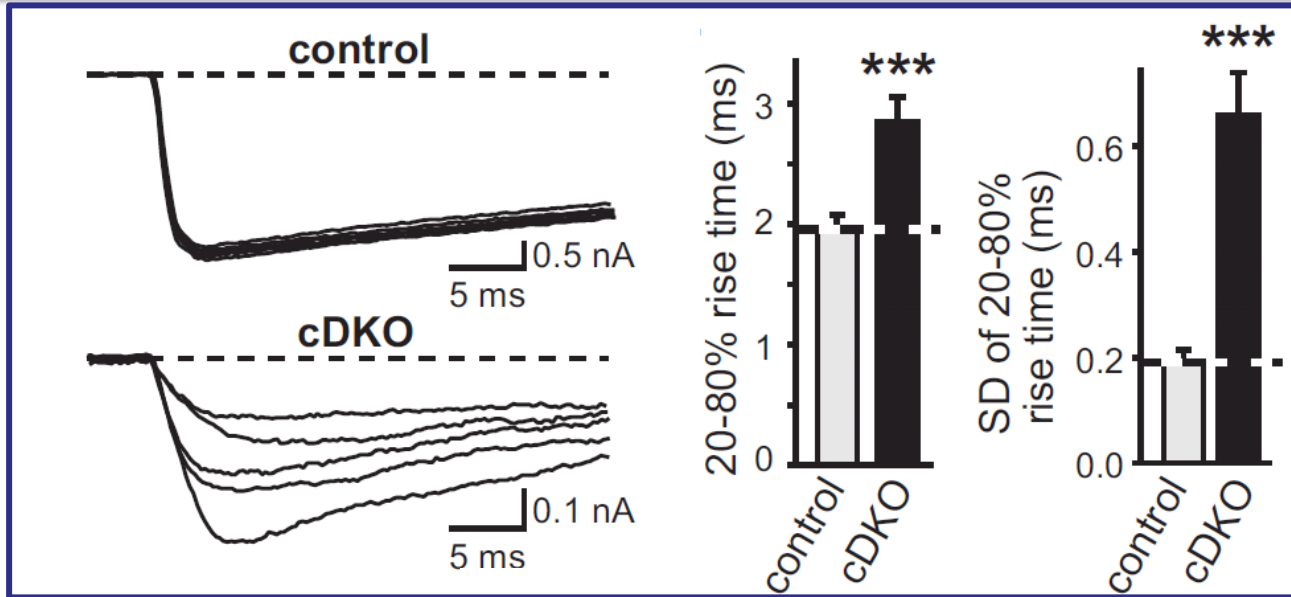 control
0.5 nA
5 ms
cDKO
0.1 nA
5 ms
20-80% rise time (ms)
***
3
2
1
0
control
cDKO
SD of 20-80%
rise time (ms)
***
0.6
0.4
0.2
0.0
control
cDKO